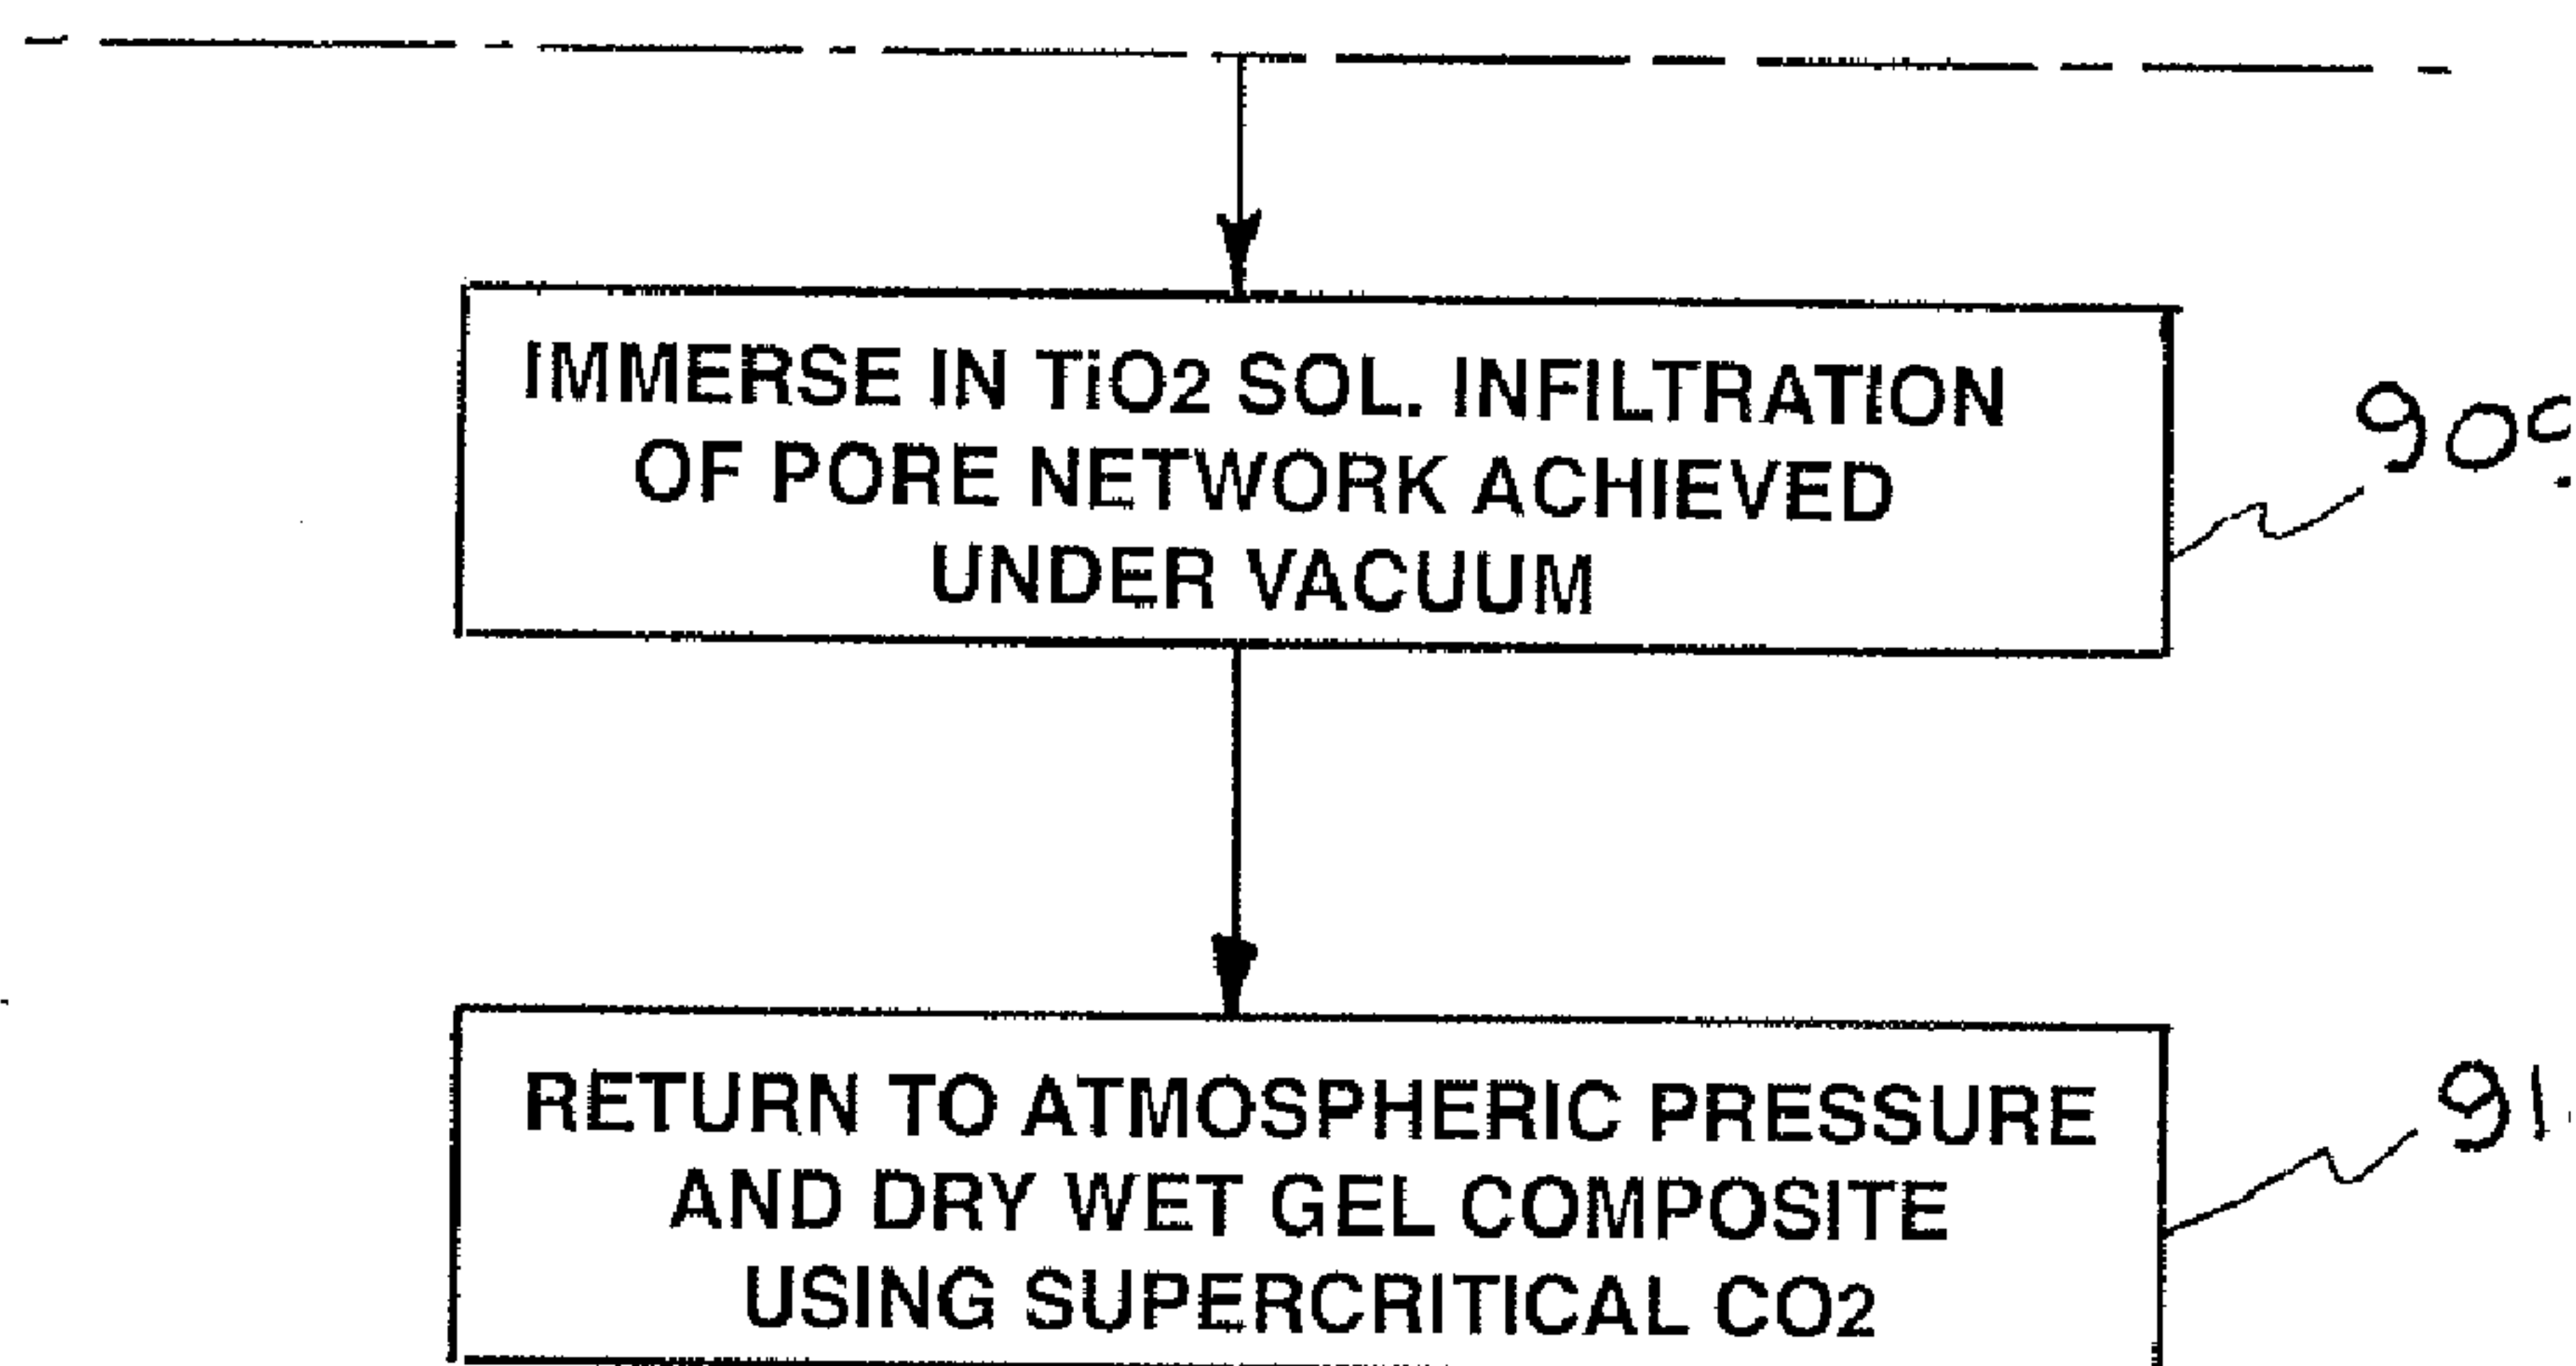 IMMERSE IN TiO2 SOL. INFILTRATION
OF PORE NETWORK ACHIEVED
UNDER VACUUM
RETURN TO ATMOSPHERIC PRESSURE
AND DRY WET GEL COMPOSITE
USING SUPERCRITICAL CO2